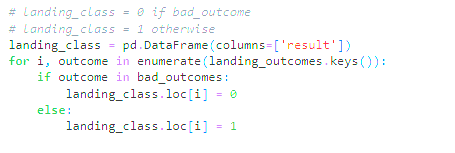 # landing_class = 0 if bad_outcome
# landing_class = 1 otherwise
landing_class = pd.DataFrame(columns=['result'])
for i, outcome in enumerate(landing_outcomes.keys()):
    if outcome in bad_outcomes:
        landing_class.loc[i] = 0
    else:
        landing_class.loc[i] = 1